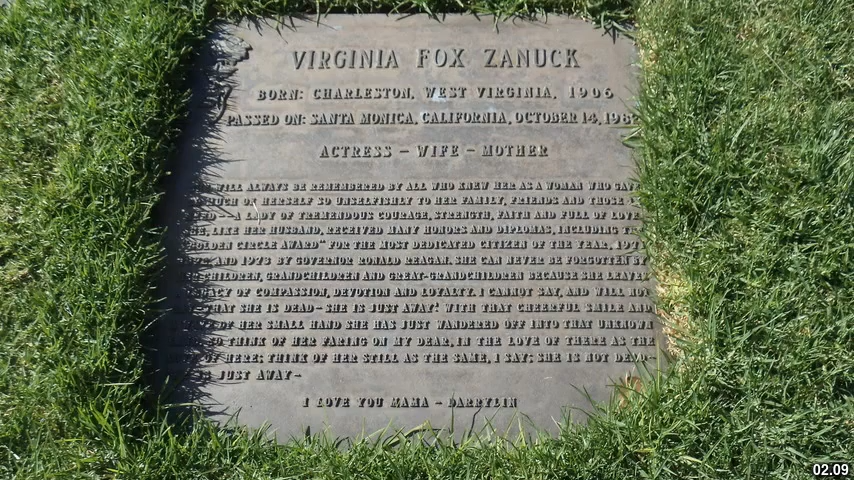 VIRGINIA FOX ZANUCK
BORN: CHARLESTON, WEST VIRGINIA, 1906
PASSED ON: SANTA MONICA, CALIFORNIA, OCTOBER 14, 198
ACTRESS - WIFE - MOTHER
WILL ALWAYS BE REMEMBERED BY ALL WHO KNEW HER AS A WOMAN WHO GAVE
MUCH OF HERSELF SO UNSELFISHLY TO HER FAMILY, FRIENDS AND THOSE
A LADY OF TREMENDOUS COURAGE, STRENGTH, FAITH AND FULL OF LOVE
LIKE HER HUSBAND, RECEIVED MANY HONORS AND DIPLOMAS, INCLUDING
GOLDEN CIRCLE AWARD" FOR THE MOST DEDICATED CITIZEN OF THE YEAR,
AND 1973 BY GOVERNOR RONALD REAGAN. SHE CAN NEVER BE FORGOTTEN BY
CHILDREN, GRANDCHILDREN AND GREAT-GRANDCHILDREN BECAUSE SHE LEAVES
OF COMPASSION, DEVOTION AND LOYALTY. I CANNOT SAY, AND WILL NOT
THAT SHE IS DEAD- SHE IS JUST AWAY! WITH THAT CHEERFUL SMILE AND
OF HER SMALL HAND SHE HAS JUST WANDERED OFF INTO THAT UNKNOWN
SO THINK OF HER FARING ON MY DEAR, IN THE LOVE OF THERE AS THE
OF HERE; THINK OF HER STILL AS THE SAME, I SAY; SHE IS NOT
JUST AWAY-
I LOVE YOU MAMA - DARRYLIN
02.09